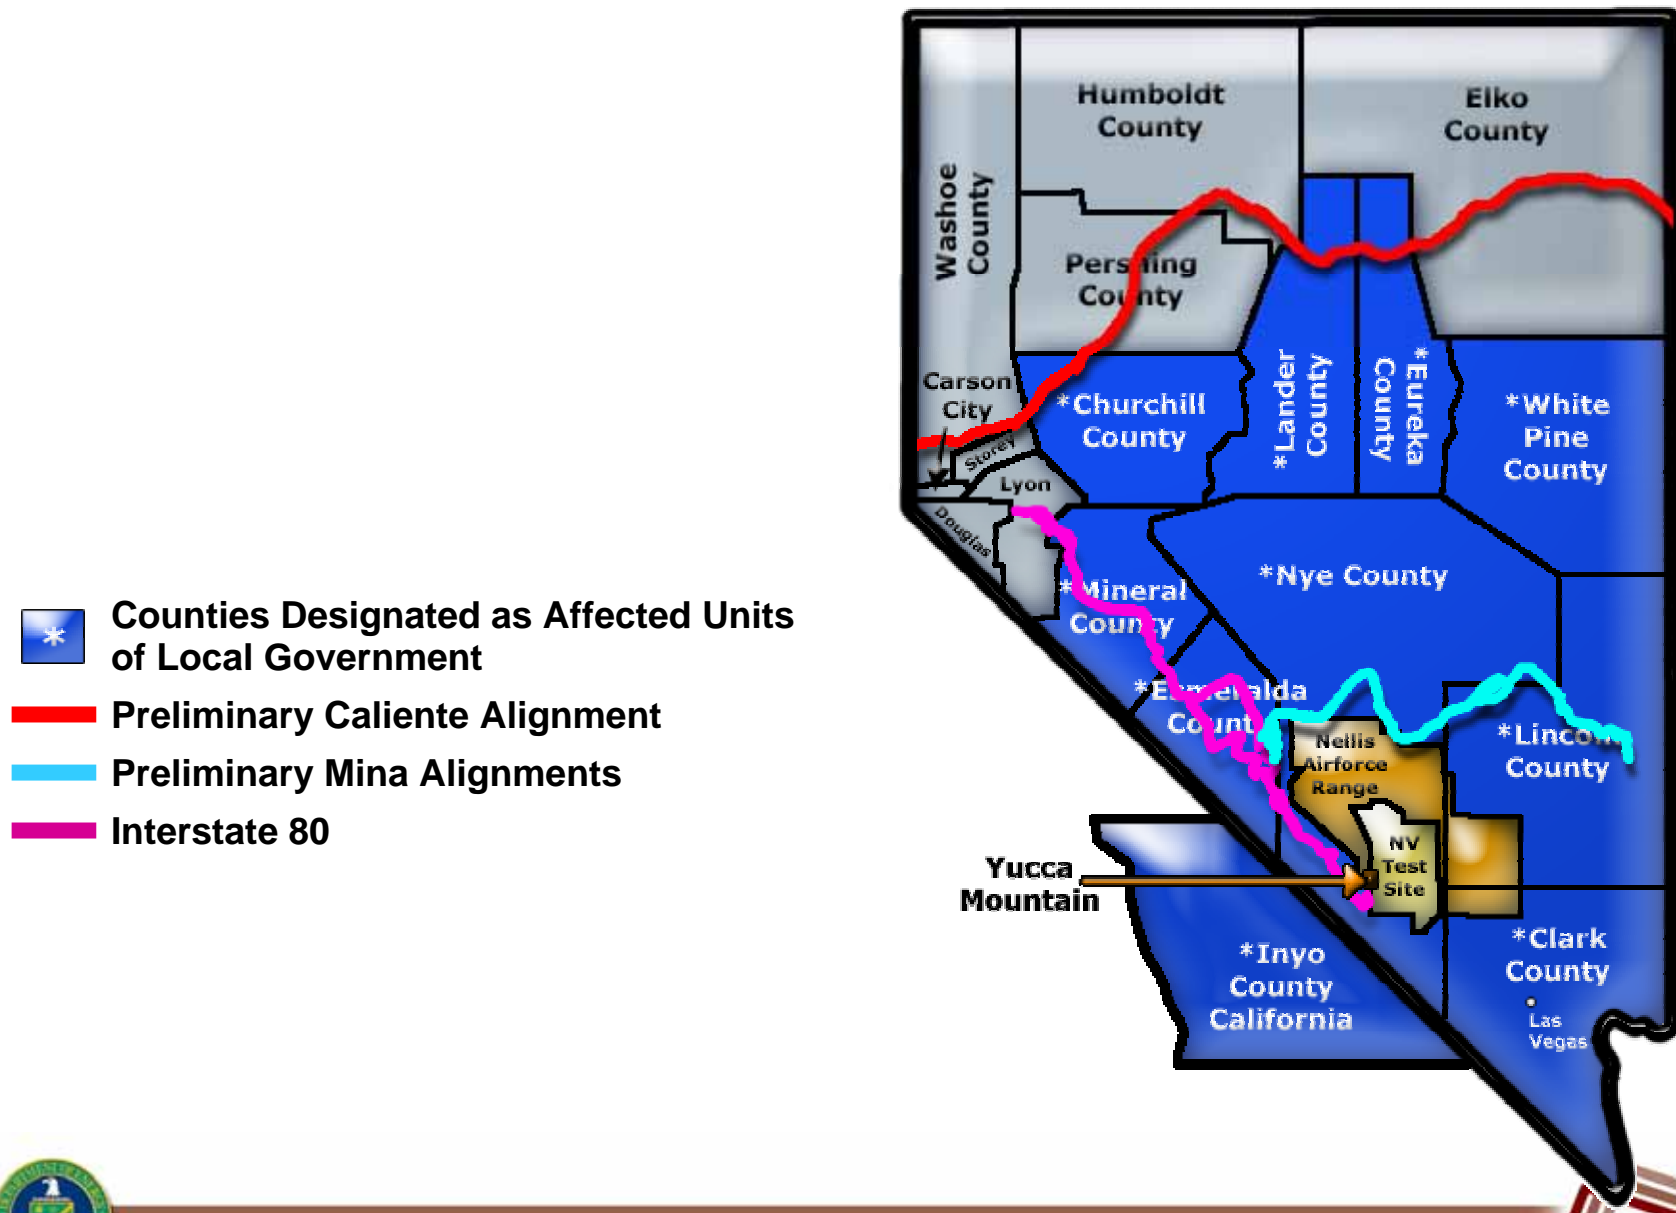 Humboldt
County
Elko
County
Washoe
County
Pershing
County
Carson
City
Storey
Lyon
Douglas
*Churchill
County
*Lander
County
*Eureka
County
*White
Pine
County
*Mineral
County
*Nye County
*Esmeralda
County
Nellis
Airforce
Range
*Lincoln
County
NV
Test
Site
Yucca
Mountain
*Inyo
County
California
*Clark
County
Las
Vegas
* Counties Designated as Affected Units
of Local Government
Preliminary Caliente Alignment
Preliminary Mina Alignments
Interstate 80